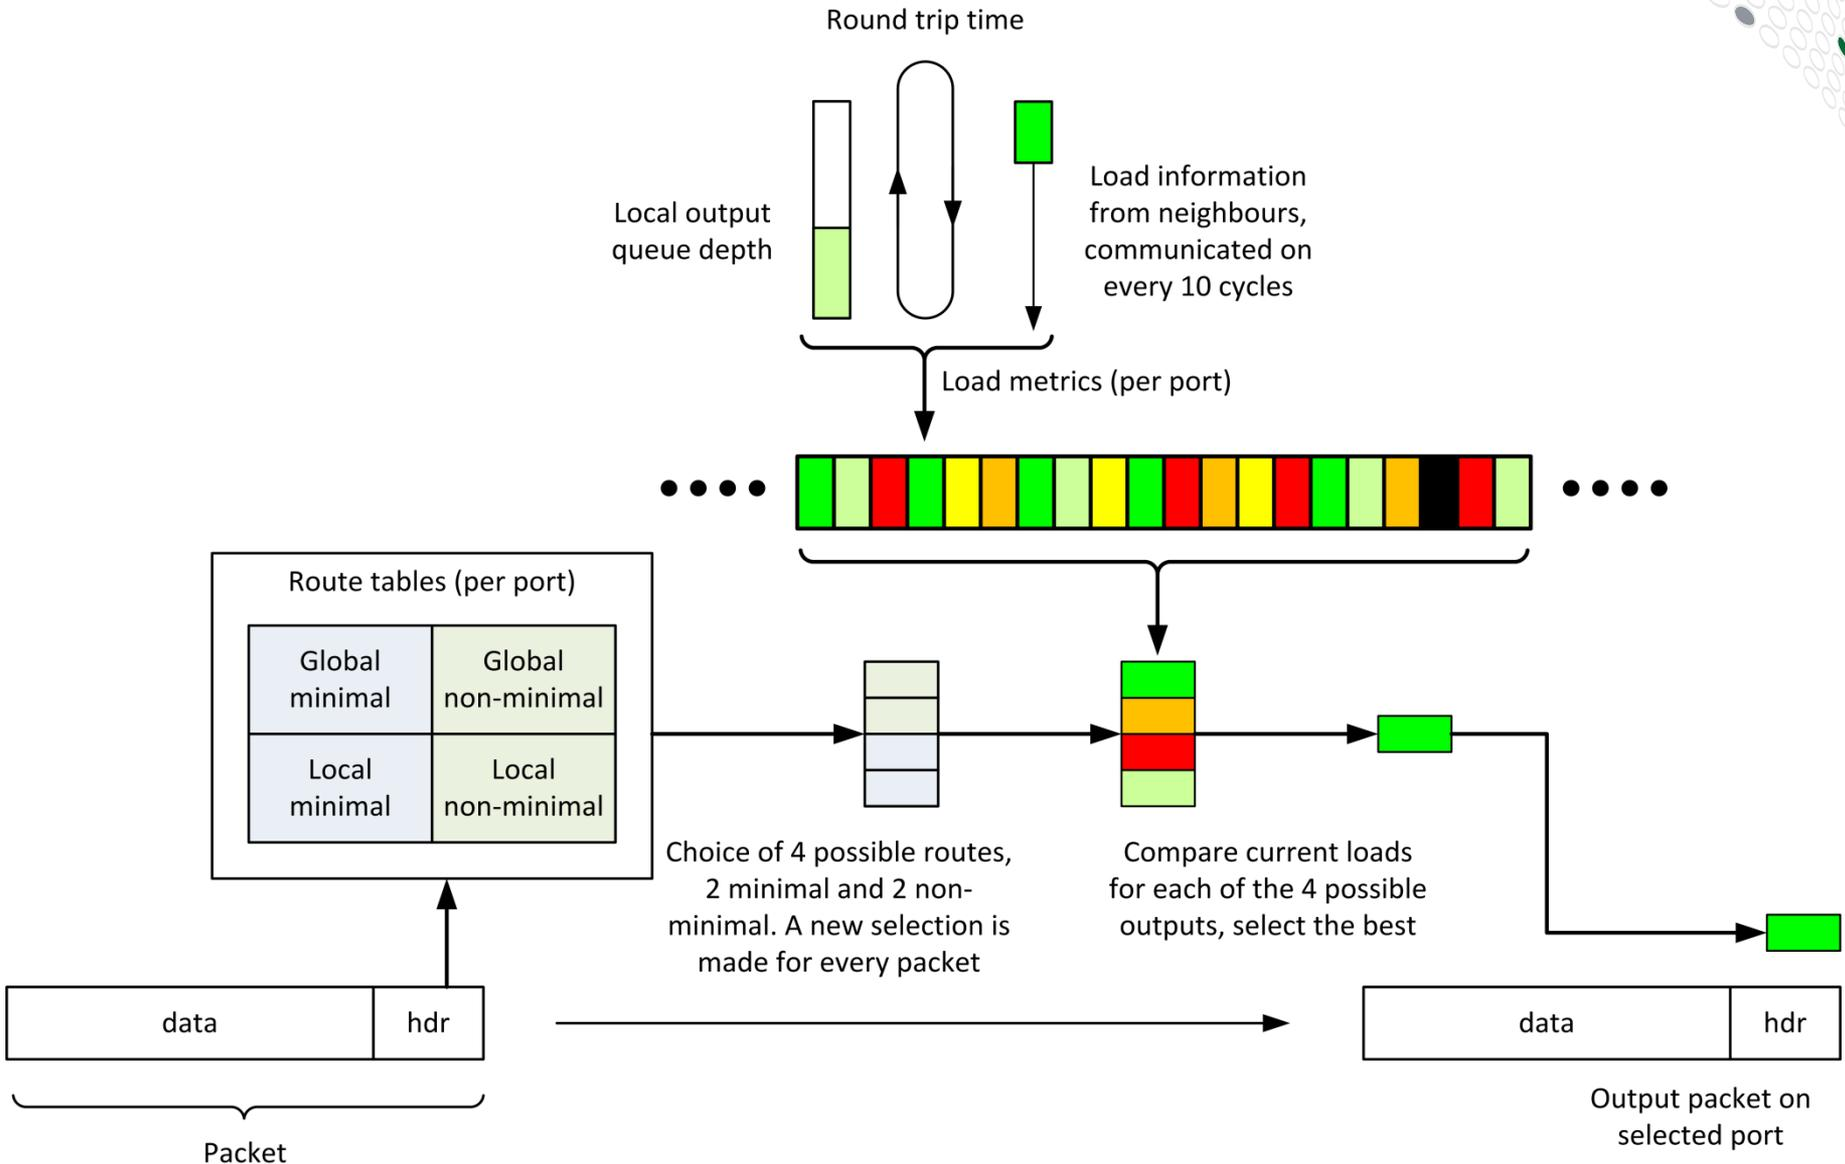 Round trip time
Local output
queue depth
Load information
from neighbours,
communicated on
every 10 cycles
Load metrics (per port)
Route tables (per port)
Global
minimal
Global
non-minimal
Local
minimal
Local
non-minimal
Choice of 4 possible routes,
2 minimal and 2 non-
minimal. A new selection is
made for every packet
Compare current loads
for each of the 4 possible
outputs, select the best
data
hdr
Packet
data
hdr
Output packet on
selected port